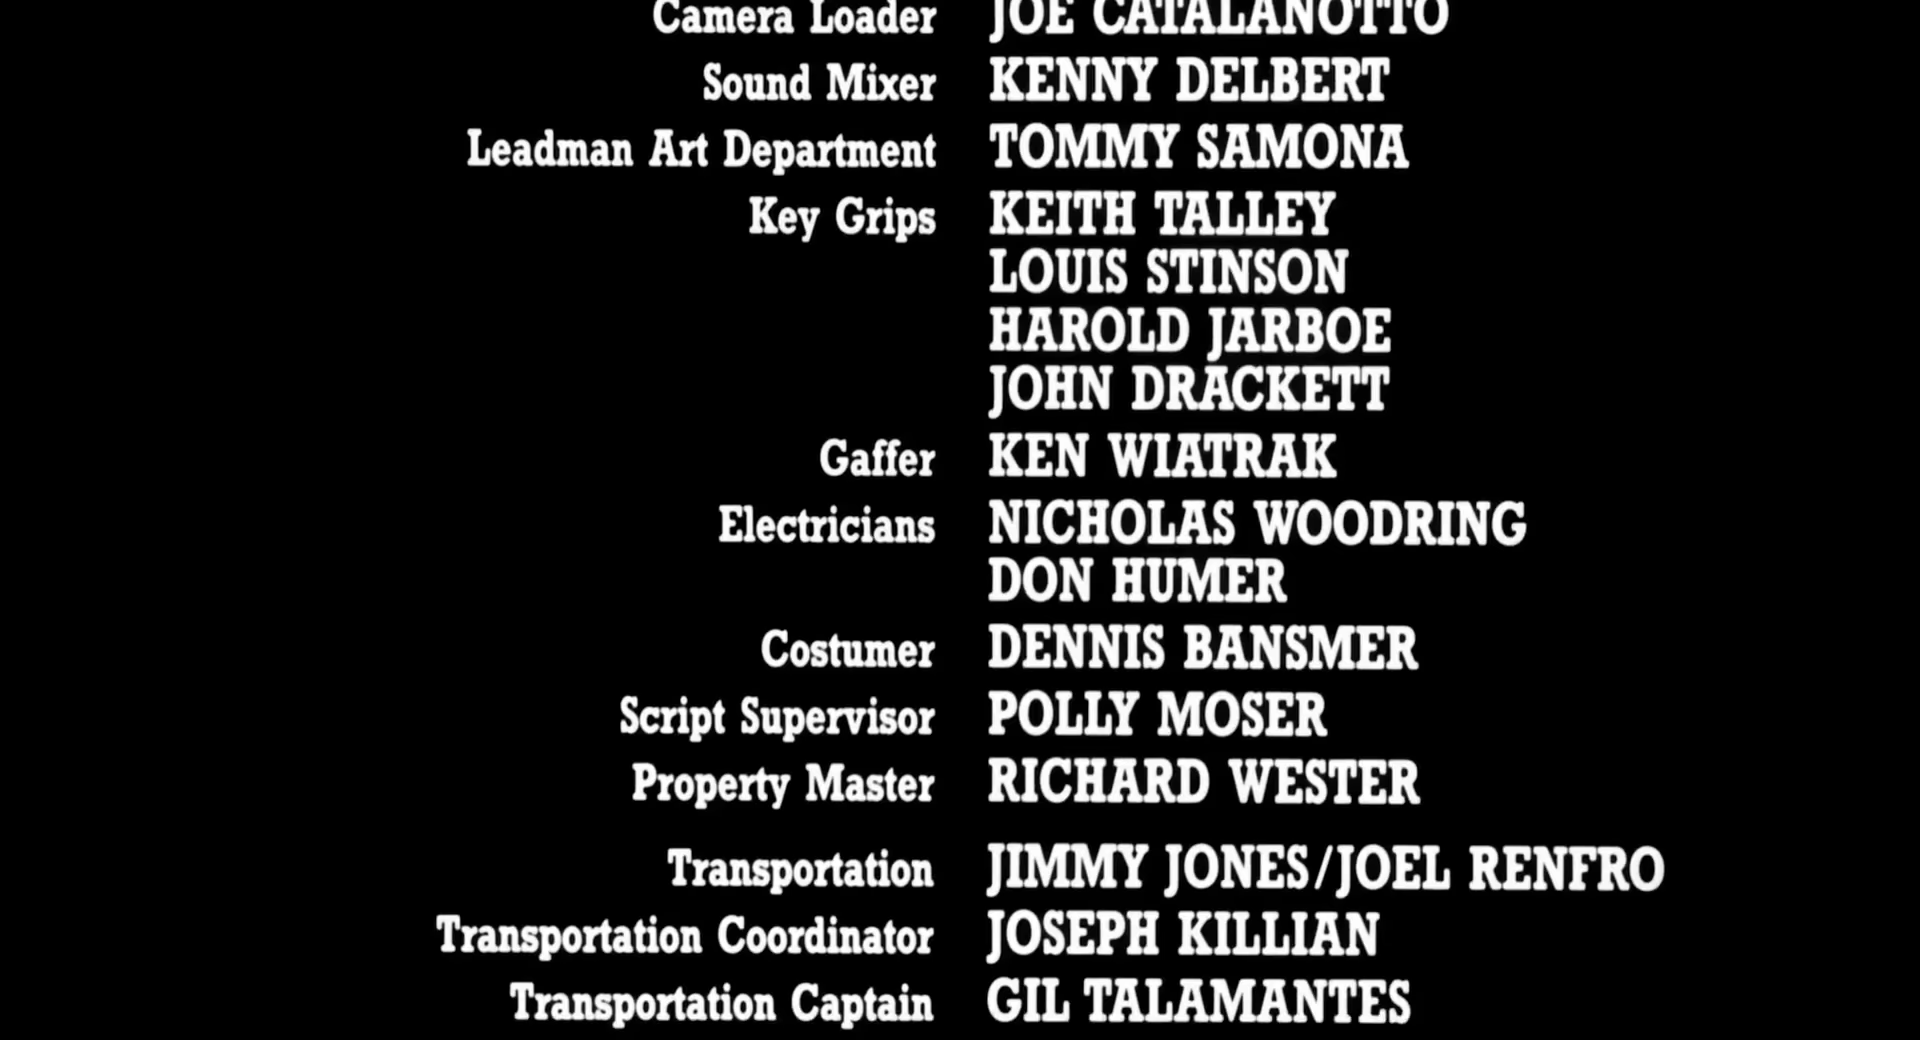 Camera Loader JOE CATALANOTTO
Sound Mixer KENNY DELBERT
Leadman Art Department TOMMY SAMONA
Key Grips KEITH TALLEY
LOUIS STINSON
HAROLD JARBOE
JOHN DRACKETT
Gaffer KEN WIATRAK
Electricians NICHOLAS WOODRING
DON HUMER
Costumer DENNIS BANSMER
Script Supervisor POLLY MOSER
Property Master RICHARD WESTER
Transportation JIMMY JONES/JOEL RENFRO
Transportation Coordinator JOSEPH KILLIAN
Transportation Captain GIL TALAMANTES